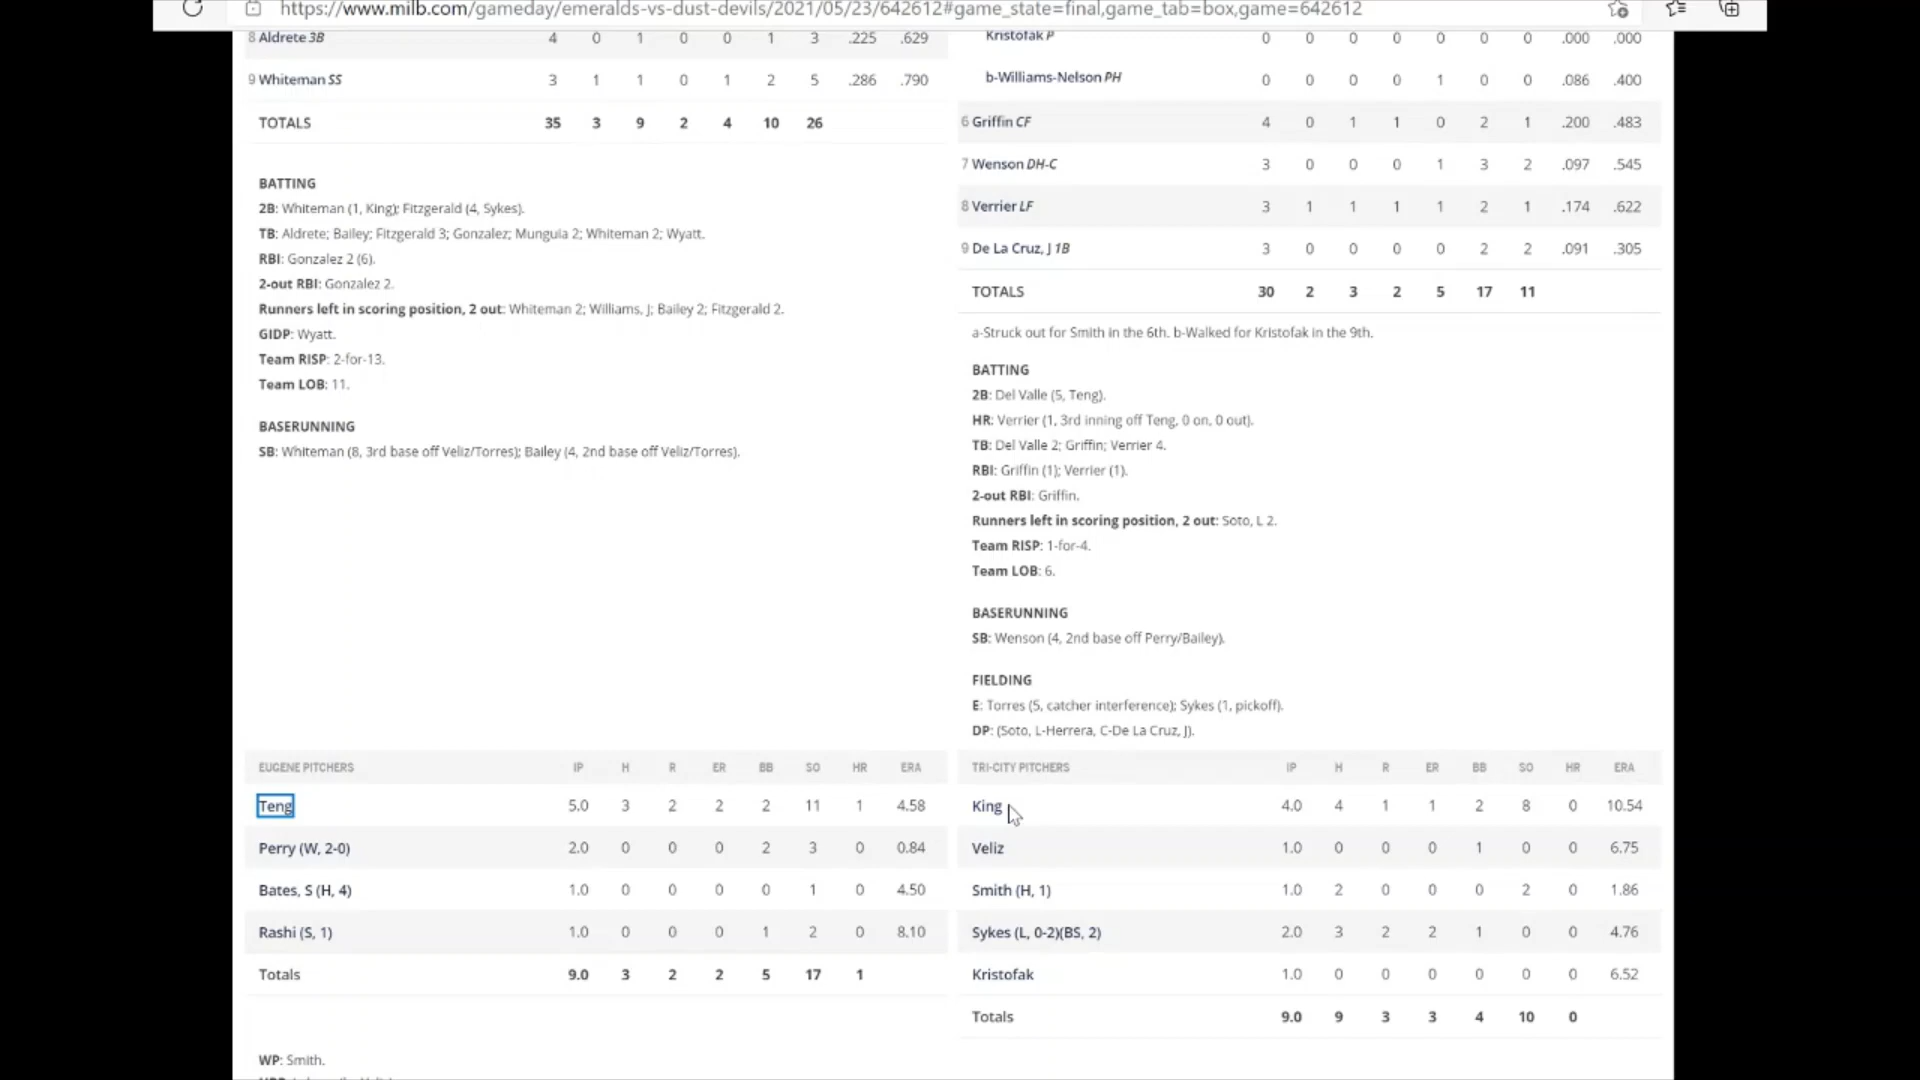 https://www.milb.com/gameday/emeralds-vs-dust-devils/2021/05/23/642612#game_state=final,game_tab=box,game=642612
8 Aldrete 3B 4 0 1 0 0 1 3 .225 .629
9 Whiteman SS 3 1 1 0 1 2 5 .286 .790
TOTALS 35 3 9 2 4 10 26
BATTING
2B: Whiteman (1, King); Fitzgerald (4, Sykes).
TB: Aldrete; Bailey; Fitzgerald 3; Gonzalez; Munguia 2; Whiteman 2; Wyatt.
RBI: Gonzalez 2 (6).
2-out RBI: Gonzalez 2.
Runners left in scoring position, 2 out: Whiteman 2; Williams, J; Bailey 2; Fitzgerald 2.
GIDP: Wyatt.
Team RISP: 2-for-13.
Team LOB: 11.
BASERUNNING
SB: Whiteman (8, 3rd base off Veliz/Torres); Bailey (4, 2nd base off Veliz/Torres).
Kristofak P 0 0 0 0 0 0 0 .000 .000
b-Williams-Nelson PH 0 0 0 0 1 0 0 .086 .400
6 Griffin CF 4 0 1 1 0 2 1 .200 .483
7 Wenson DH-C 3 0 0 0 1 3 2 .097 .545
8 Verrier LF 3 1 1 1 1 2 1 .174 .622
9 De La Cruz, J 1B 3 0 0 0 0 2 2 .091 .305
TOTALS 30 2 3 2 5 17 11
a-Struck out for Smith in the 6th. b-Walked for Kristofak in the 9th.
BATTING
2B: Del Valle (5, Teng).
HR: Verrier (1, 3rd inning off Teng, 0 on, 0 out).
TB: Del Valle 2; Griffin; Verrier 4.
RBI: Griffin (1); Verrier (1).
2-out RBI: Griffin.
Runners left in scoring position, 2 out: Soto, L 2.
Team RISP: 1-for-4.
Team LOB: 6.
BASERUNNING
SB: Wenson (4, 2nd base off Perry/Bailey).
FIELDING
E: Torres (5, catcher interference); Sykes (1, pickoff).
DP: (Soto, L-Herrera, C-De La Cruz, J).
EUGENE PITCHERS IP H R ER BB SO HR ERA
Teng 5.0 3 2 2 2 11 1 4.58
Perry (W, 2-0) 2.0 0 0 0 2 3 0 0.84
Bates, S (H, 4) 1.0 0 0 0 0 1 0 4.50
Rashi (S, 1) 1.0 0 0 0 1 2 0 8.10
Totals 9.0 3 2 2 5 17 1
WP: Smith.
TRI-CITY PITCHERS IP H R ER BB SO HR ERA
King 4.0 4 1 1 2 8 0 10.54
Veliz 1.0 0 0 0 1 0 0 6.75
Smith (H, 1) 1.0 2 0 0 0 2 0 1.86
Sykes (L, 0-2)(BS, 2) 2.0 3 2 2 1 0 0 4.76
Kristofak 1.0 0 0 0 0 0 0 6.52
Totals 9.0 9 3 3 4 10 0